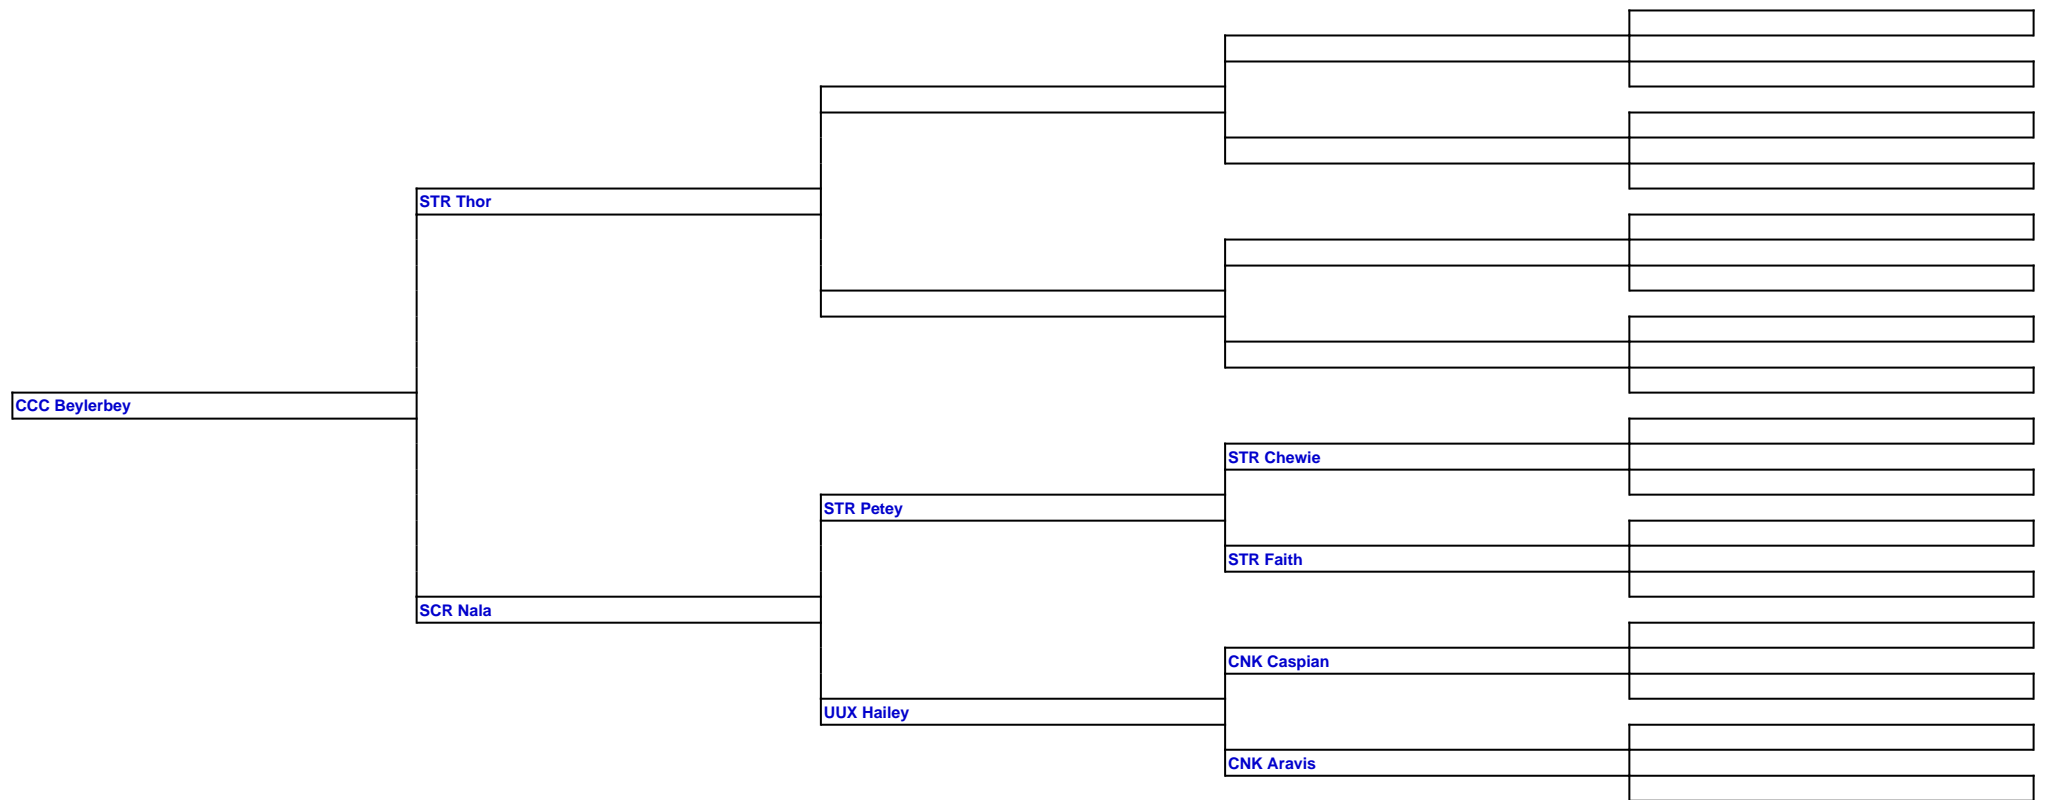 STR Thor
CCC Beylerbey
STR Chewie
STR Petey
STR Faith
SCR Nala
CNK Caspian
UUX Hailey
CNK Aravis